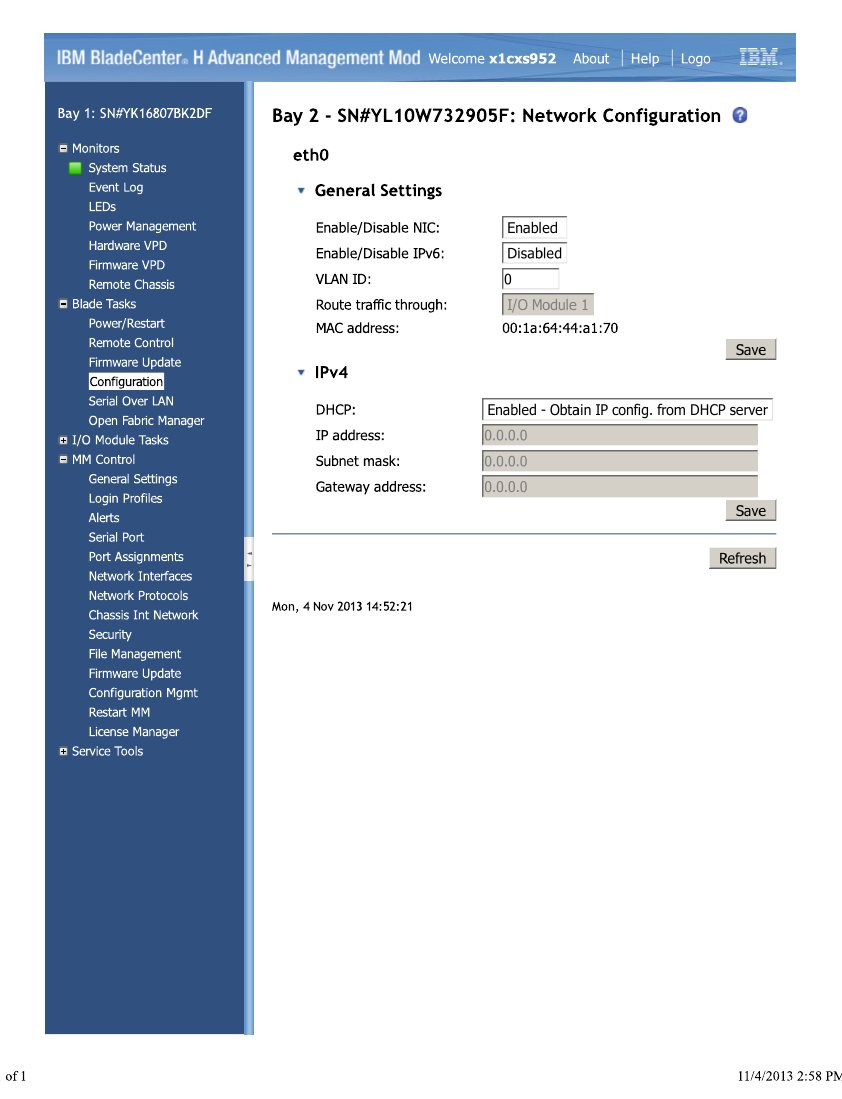 IBM BladeCenter® H Advanced Management Mod Welcome x1cxs952 About | Help | Logo IBM.
Bay 1: SN#YK16807BK2DF
Monitors
System Status
Event Log
LEDs
Power Management
Hardware VPD
Firmware VPD
Remote Chassis
Blade Tasks
Power/Restart
Remote Control
Firmware Update
Configuration
Serial Over LAN
Open Fabric Manager
I/O Module Tasks
MM Control
General Settings
Login Profiles
Alerts
Serial Port
Port Assignments
Network Interfaces
Network Protocols
Chassis Int Network
Security
File Management
Firmware Update
Configuration Mgmt
Restart MM
License Manager
Service Tools
Bay 2 - SN#YL10W732905F: Network Configuration ?
eth0
General Settings
Enable/Disable NIC: Enabled
Enable/Disable IPv6: Disabled
VLAN ID: 0
Route traffic through: I/O Module 1
MAC address: 00:1a:64:44:a1:70
Save
IPv4
DHCP: Enabled - Obtain IP config. from DHCP server
IP address: 0.0.0.0
Subnet mask: 0.0.0.0
Gateway address: 0.0.0.0
Save
Refresh
Mon, 4 Nov 2013 14:52:21
of 1 11/4/2013 2:58 PM